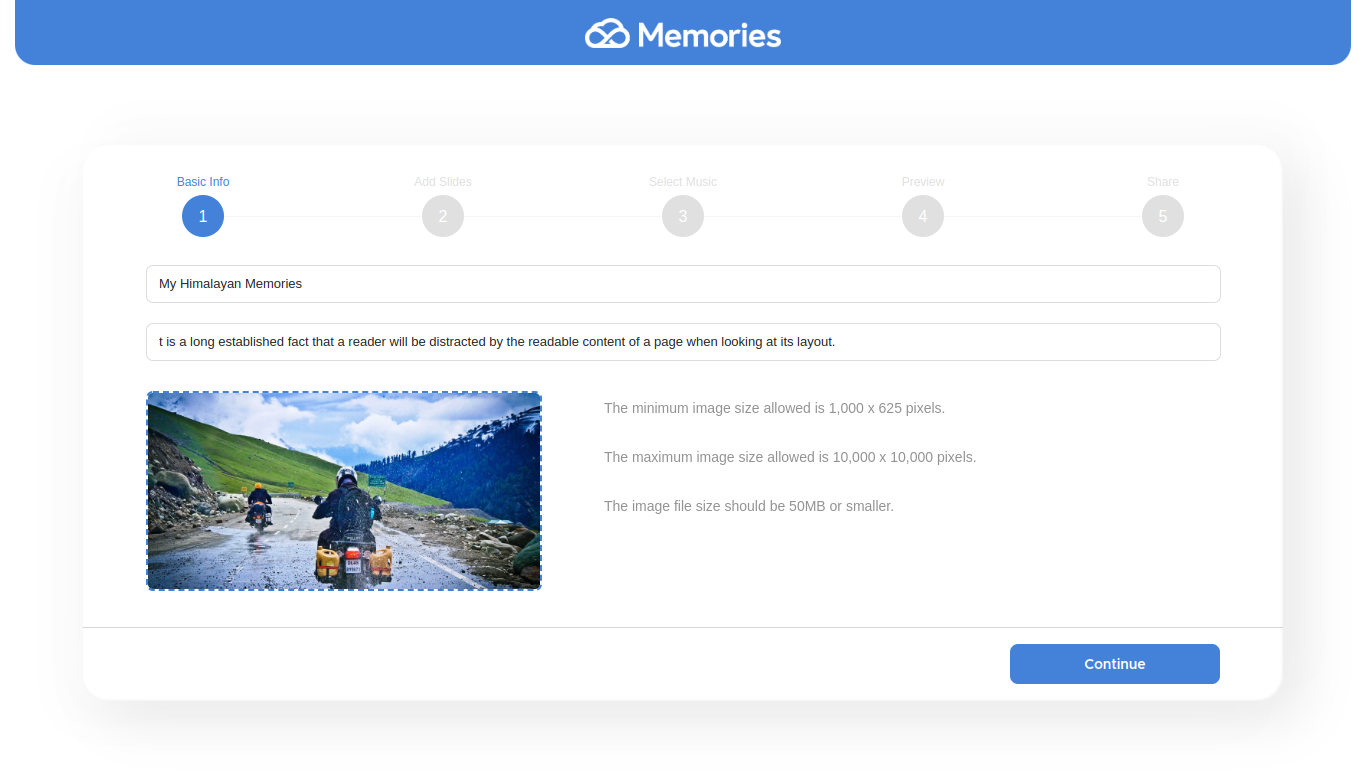 Memories
Basic Info
Add Slides
Select Music
Preview
Share
1
2
3
4
5
My Himalayan Memories
t is a long established fact that a reader will be distracted by the readable content of a page when looking at its layout.
The minimum image size allowed is 1,000 x 625 pixels.
The maximum image size allowed is 10,000 x 10,000 pixels.
The image file size should be 50MB or smaller.
Continue